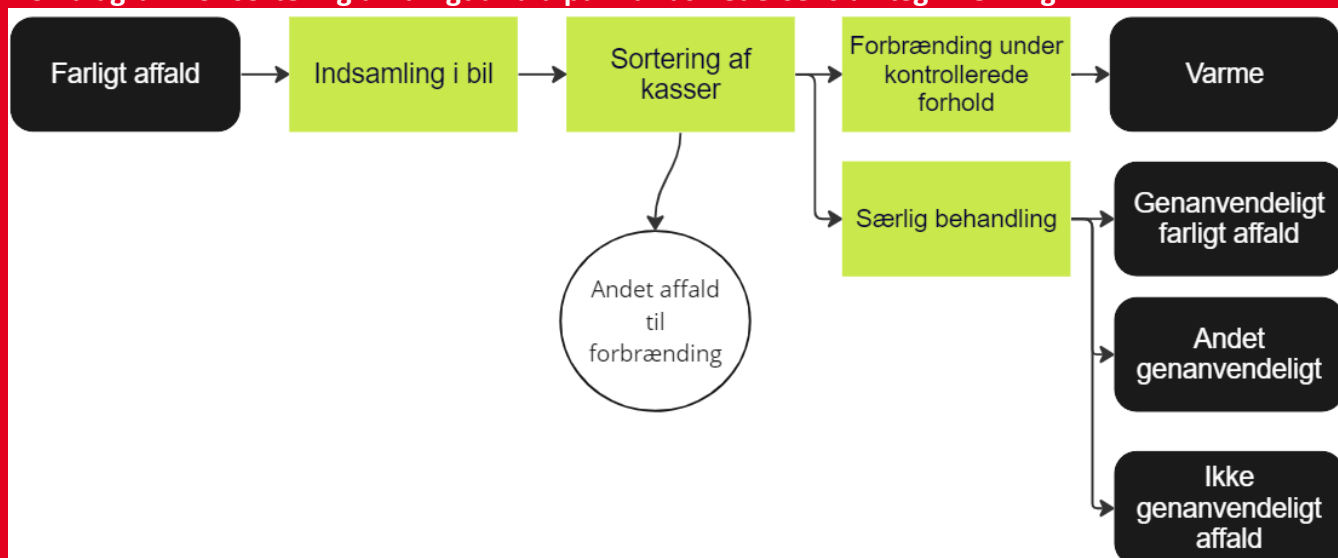 Farligt affald
Indsamling i bil
Sortering af
kasser
Forbrænding under
kontrollerede
forhold
Varme
Særlig behandling
Genanvendeligt
farligt affald
Andet affald
til
forbrænding
Andet
genanvendeligt
Ikke
genanvendeligt
affald